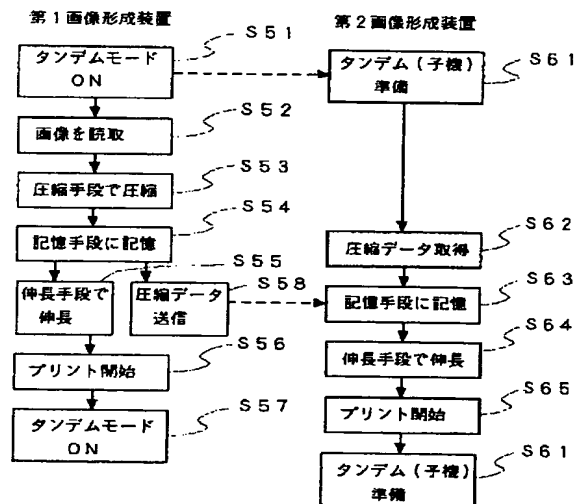 第1画像形成装置
タンデムモード
ON
S51
画像を読取
S52
圧縮手段で圧縮
S53
記憶手段に記憶
S54
伸長手段で
伸長
S55
圧縮データ
送信
S58
プリント開始
S56
タンデムモード
ON
S57
第2画像形成装置
タンデム(子機)
準備
S61
圧縮データ取得
S62
記憶手段に記憶
S63
伸長手段で伸長
S64
プリント開始
S65
タンデム(子機)
準備
S61